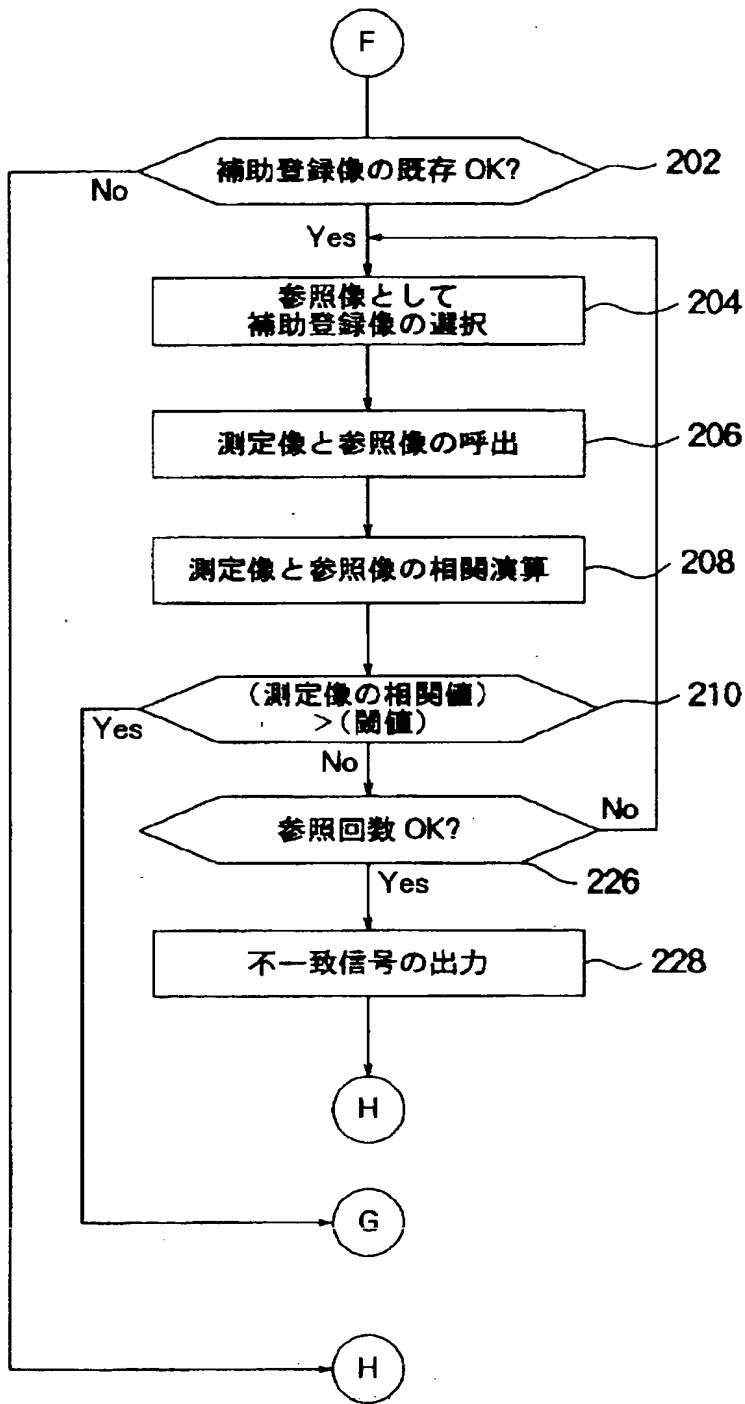 F
補助登録像の既存 OK?
202
No
Yes
参照像として
補助登録像の選択
204
測定像と参照像の呼出
206
測定像と参照像の相関演算
208
(測定像の相関値)
>(閾値)
210
Yes
No
参照回数 OK?
No
226
Yes
不一致信号の出力
228
H
G
H